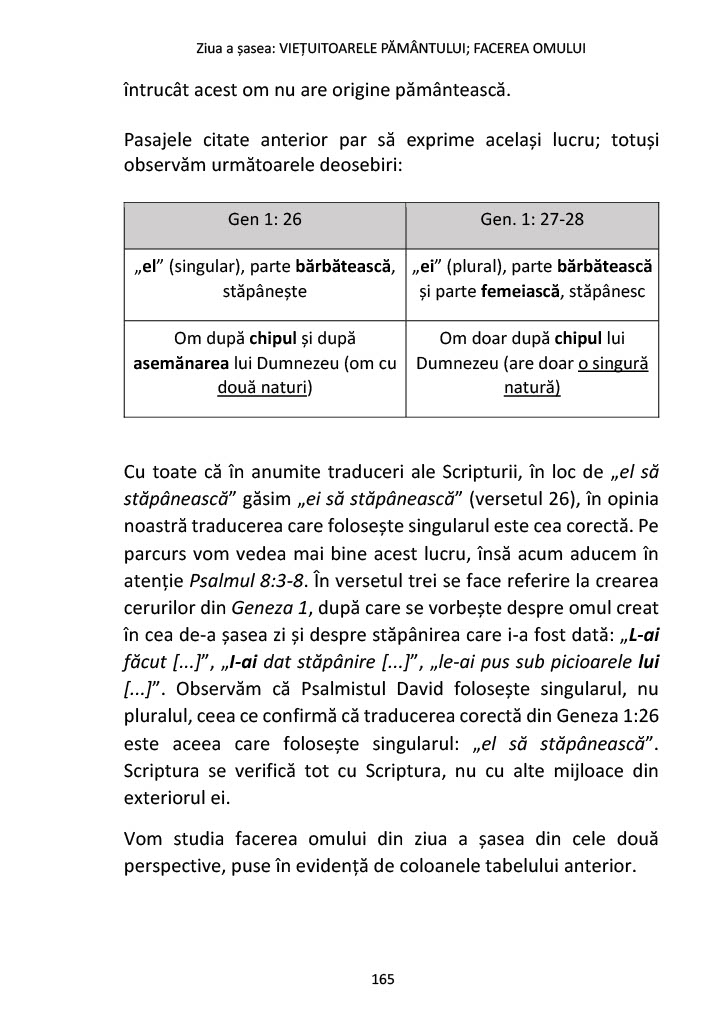 Ziua a șasea: VIEȚUITOARELE PĂMÂNTULUI; FACEREA OMULUI
întrucât acest om nu are origine pământească.
Pasajele citate anterior par să exprime același lucru; totuși
observăm următoarele deosebiri:
Gen 1: 26
Gen. 1: 27-28
„el” (singular), parte bărbătească,
stăpânește
„ei” (plural), parte bărbătească
și parte femeiască, stăpânesc
Om după chipul și după
asemănarea lui Dumnezeu (om cu
două naturi)
Om doar după chipul lui
Dumnezeu (are doar o singură
natură)
Cu toate că în anumite traduceri ale Scripturii, în loc de „el să
stăpânească” găsim „ei să stăpânească” (versetul 26), în opinia
noastră traducerea care folosește singularul este cea corectă. Pe
parcurs vom vedea mai bine acest lucru, însă acum aducem în
atenție Psalmul 8:3-8. În versetul trei se face referire la crearea
cerurilor din Geneza 1, după care se vorbește despre omul creat
în cea de-a șasea zi și despre stăpânirea care i-a fost dată: „L-ai
făcut [...]”, „I-ai dat stăpânire [...]”, „le-ai pus sub picioarele lui
[...]”. Observăm că Psalmistul David folosește singularul, nu
pluralul, ceea ce confirmă că traducerea corectă din Geneza 1:26
este aceea care folosește singularul: „el să stăpânească”.
Scriptura se verifică tot cu Scriptura, nu cu alte mijloace din
exteriorul ei.
Vom studia facerea omului din ziua a șasea din cele două
perspective, puse în evidență de coloanele tabelului anterior.
165